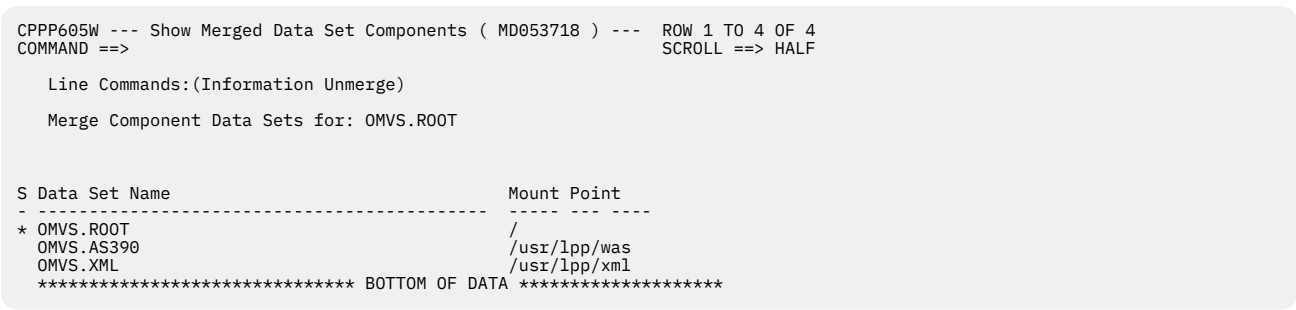 CPPP605W --- Show Merged Data Set Components ( MD053718 ) --- ROW 1 TO 4 OF 4
COMMAND ==> SCROLL ==> HALF
Line Commands:(Information Unmerge)
Merge Component Data Sets for: OMVS.ROOT
S Data Set Name Mount Point
- -------------------------------------------- ----- --- ----
* OMVS.ROOT /
OMVS.AS390 /usr/lpp/was
OMVS.XML /usr/lpp/xml
******************************* BOTTOM OF DATA ********************